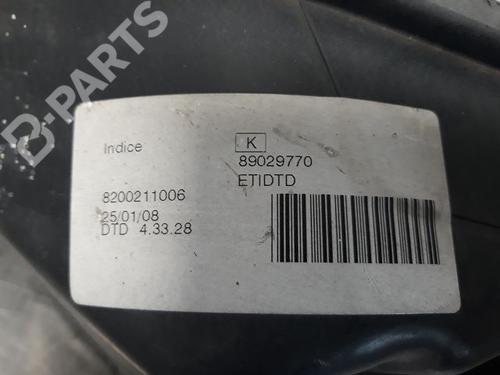 B-PARTS
Indice K
89029770
ETIDTD
8200211006
25/01/08
DTD 4.33.28